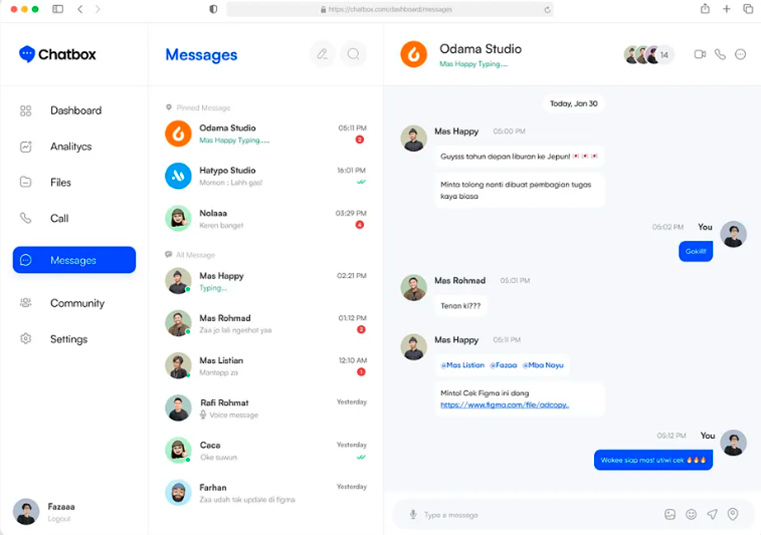 https://chatbox.com/dashboard/messages
Chatbox
Dashboard
Analitycs
Files
Call
Messages
Community
Settings
Fazaaa
Logout
Messages
Pinned Message
Odama Studio
05:11 PM
Mas Happy Typing.....
2
Hatypo Studio
16:01 PM
Momon : Lahh gas!
Nolaaa
03:29 PM
Keren banget
4
All Message
Mas Happy
02:21 PM
Typing...
Mas Rohmad
01:12 PM
Zaa jo lali ngeshot yaa
2
Mas Listian
12:10 AM
Mantapp za
1
Rafi Rohmat
Yesterday
Voice message
Caca
Yesterday
Oke suwun
Farhan
Yesterday
Zaa udah tak update di figma
Odama Studio
Mas Happy Typing.....
14
Today, Jan 30
Mas Happy
05:00 PM
Guysss tahun depan liburan ke Jepun! 🇯🇵 🇯🇵 🇯🇵
Minta tolong nanti dibuat pembagian tugas
kaya biasa
05:02 PM
You
Gokilll!
Mas Rohmad
05:01 PM
Tenan ki???
Mas Happy
05:11 PM
@Mas Listian @Fazaa @Mba Nayu
Mintol Cek Figma ini dong
https://www.figma.com/file/adcopy..
05:12 PM
You
Wokee siap mas! utiwi cek 🔥🔥🔥
Type a message